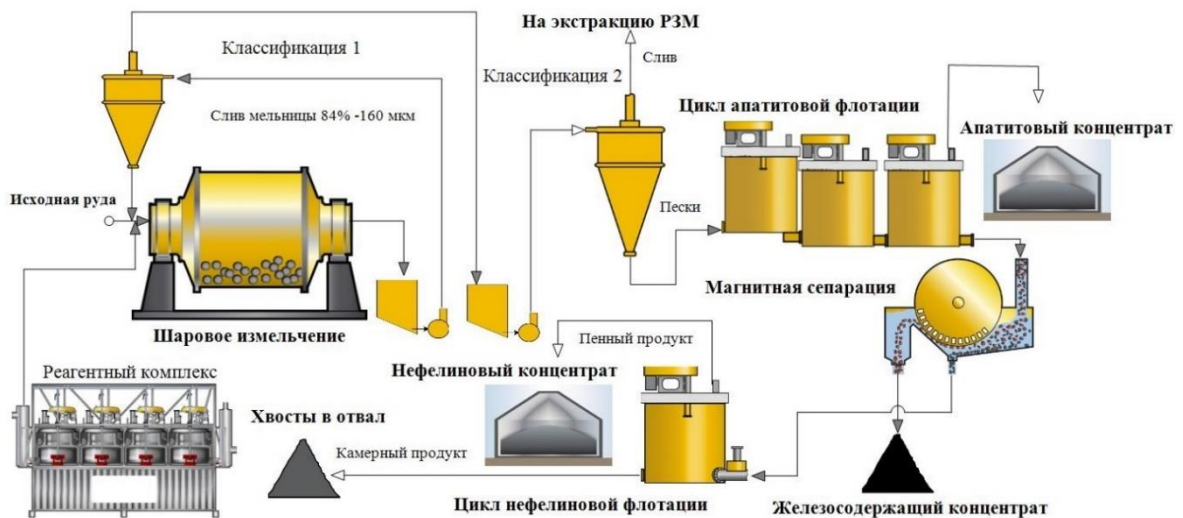 На экстракцию РЗМ
Классификация 1
Слив
Классификация 2
Цикл апатитовой флотации
Слив мельницы 84% -160 мкм
Апатитовый концентрат
Исходная руда
Пески
Магнитная сепарация
Шаровое измельчение
Пенный продукт
Реагентный комплекс
Нефелиновый концентрат
Хвосты в отвал
Камерный продукт
Цикл нефелиновой флотации
Железосодержащий концентрат